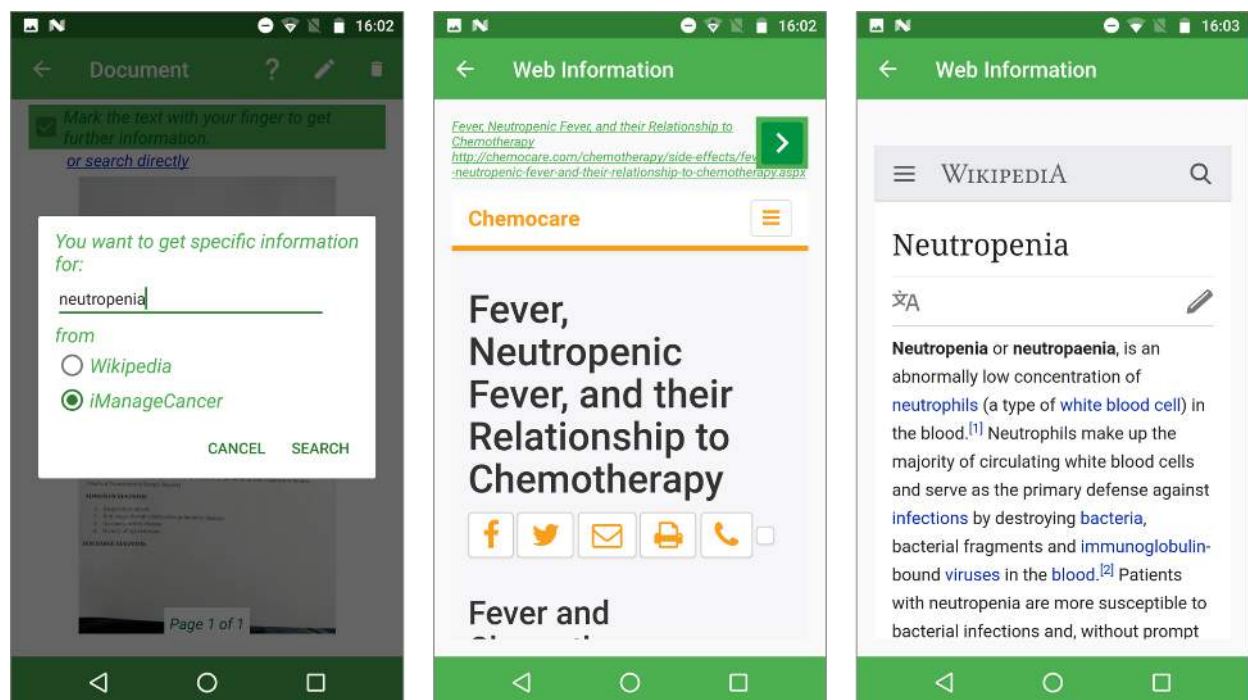 16:02
Document
?
Mark the text with your finger to get
further information.
or search directly
You want to get specific information
for:
neutropenia
from
Wikipedia
iManageCancer
CANCEL SEARCH
Page 1 of 1
16:02
Web Information
Fever, Neutropenic Fever, and their Relationship to
Chemotherapy
http://chemocare.com/chemotherapy/side-effects/fev
-neutropenic-fever-and-their-relationship-to-chemotherapy.aspx
Chemocare
Fever,
Neutropenic
Fever, and their
Relationship to
Chemotherapy
Fever and
16:03
Web Information
WIKIPEDIA
Neutropenia
Neutropenia or neutropaenia, is an
abnormally low concentration of
neutrophils (a type of white blood cell) in
the blood.[1] Neutrophils make up the
majority of circulating white blood cells
and serve as the primary defense against
infections by destroying bacteria,
bacterial fragments and immunoglobulin-
bound viruses in the blood.[2] Patients
with neutropenia are more susceptible to
bacterial infections and, without prompt